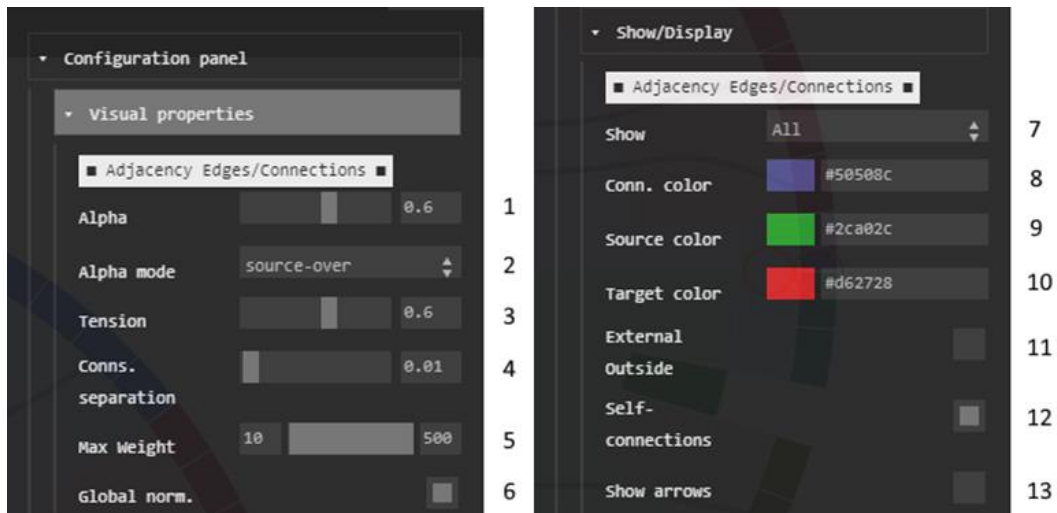 Configuration panel
Visual properties
■ Adjacency Edges/Connections ■
Alpha 0.6 1
Alpha mode source-over 2
Tension 0.6 3
Conns.
separation 0.01 4
Max Weight 10 500 5
Global norm. 6
Show/Display
■ Adjacency Edges/Connections ■
Show All 7
Conn. color #50508c 8
Source color #2ca02c 9
Target color #d62728 10
External
Outside 11
Self-
connections 12
Show arrows 13